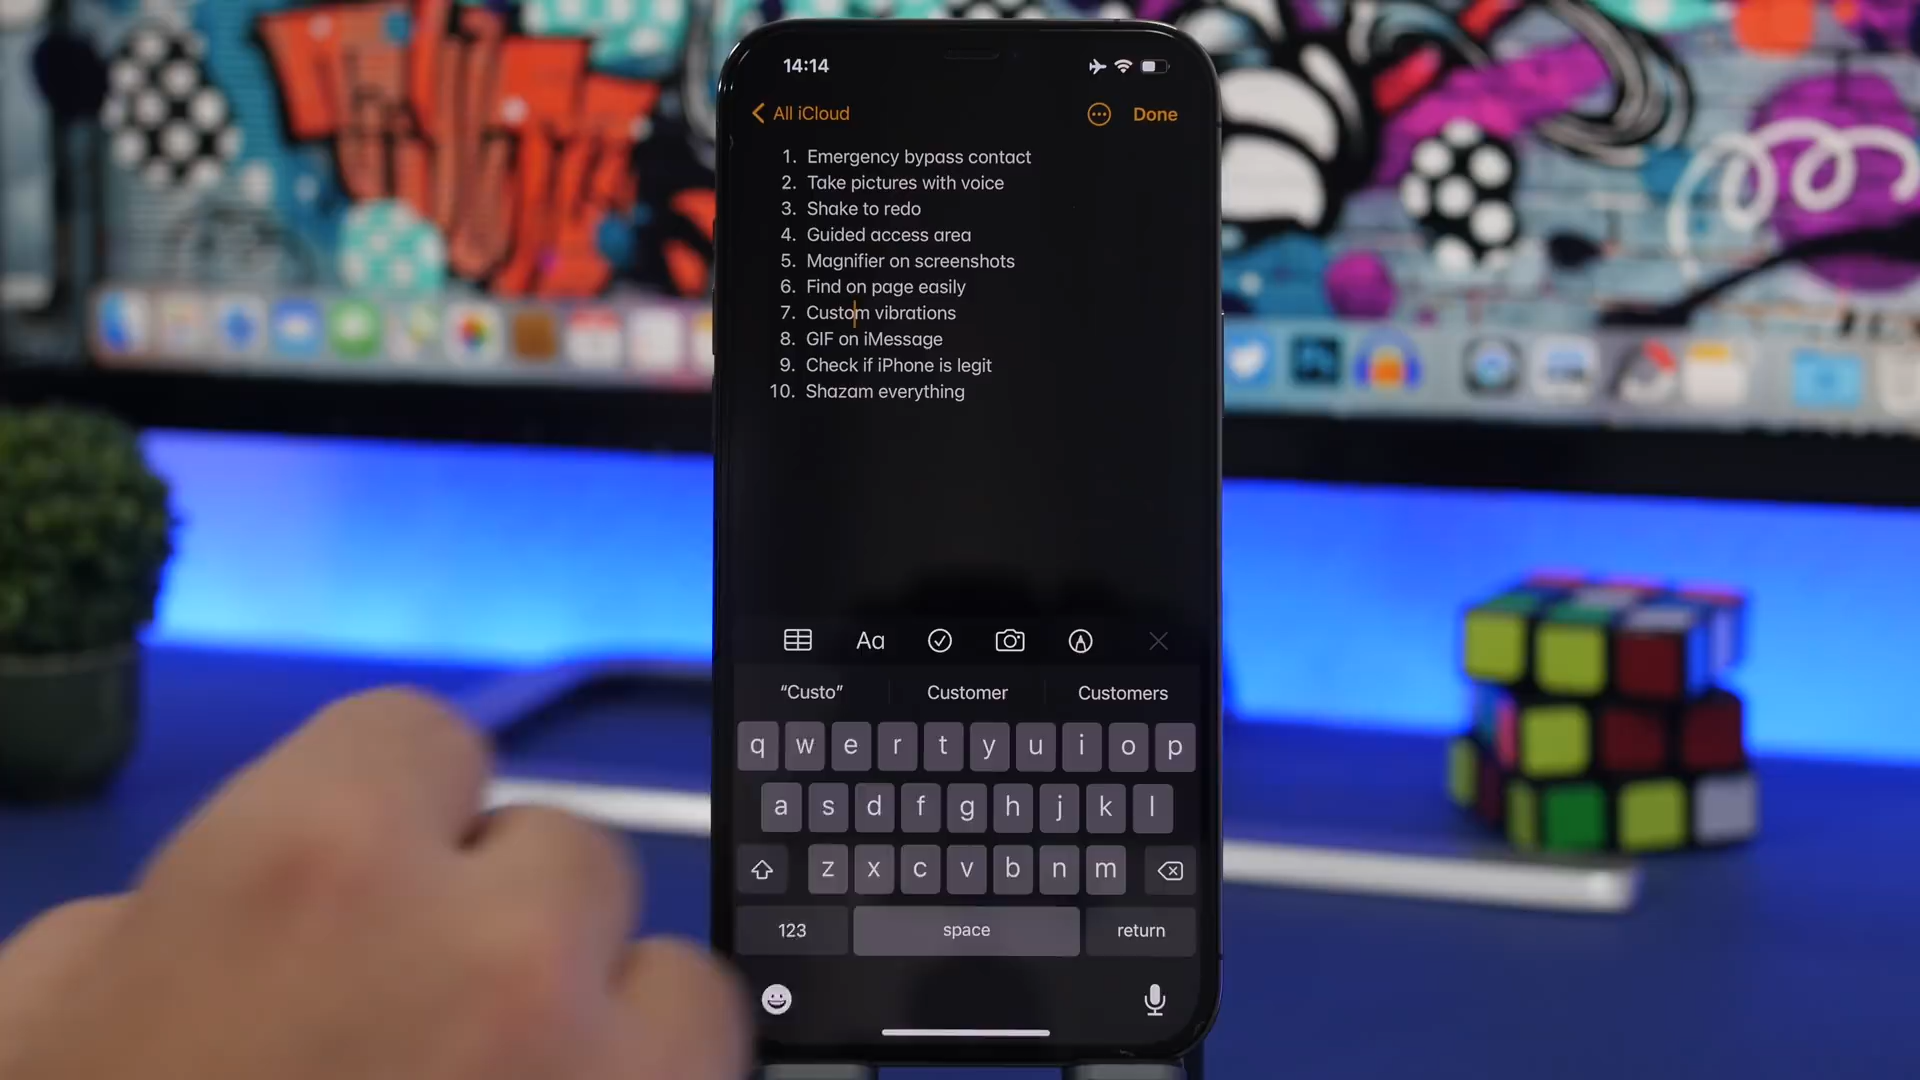 14:14
All iCloud
Done
1. Emergency bypass contact
2. Take pictures with voice
3. Shake to redo
4. Guided access area
5. Magnifier on screenshots
6. Find on page easily
7. Custom vibrations
8. GIF on iMessage
9. Check if iPhone is legit
10. Shazam everything
Aa
“Custo” Customer Customers
q w e r t y u i o p
a s d f g h j k l
z x c v b n m
123 space return